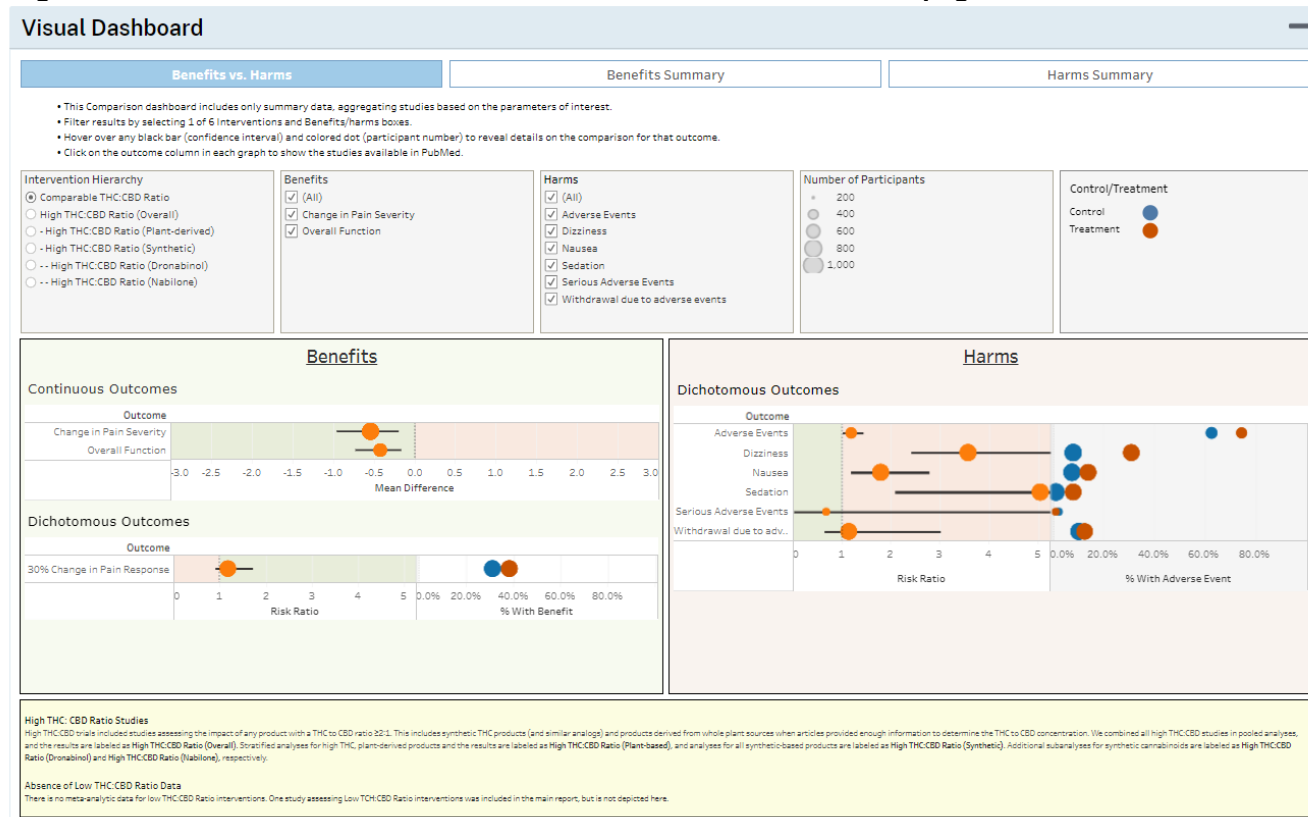 Visual Dashboard
Benefits vs. Harms
Benefits Summary
Harms Summary
• This Comparison dashboard includes only summary data, aggregating studies based on the parameters of interest.
• Filter results by selecting 1 of 6 Interventions and Benefits/harms boxes.
• Hover over any black bar (confidence interval) and colored dot (participant number) to reveal details on the comparison for that outcome.
• Click on the outcome column in each graph to show the studies available in PubMed.
Intervention Hierarchy
Comparable THC:CBD Ratio
High THC:CBD Ratio (Overall)
- High THC:CBD Ratio (Plant-derived)
- High THC:CBD Ratio (Synthetic)
-- High THC:CBD Ratio (Dronabinol)
-- High THC:CBD Ratio (Nabilone)
Benefits
(All)
Change in Pain Severity
Overall Function
Harms
(All)
Adverse Events
Dizziness
Nausea
Sedation
Serious Adverse Events
Withdrawal due to adverse events
Number of Participants
200
400
600
800
1,000
Control/Treatment
Control
Treatment
Benefits
Continuous Outcomes
Outcome
Change in Pain Severity
Overall Function
-3.0 -2.5 -2.0 -1.5 -1.0 -0.5 0.0 0.5 1.0 1.5 2.0 2.5 3.0
Mean Difference
Dichotomous Outcomes
Outcome
30% Change in Pain Response
0 1 2 3 4 5 0.0% 20.0% 40.0% 60.0% 80.0%
Risk Ratio % With Benefit
Harms
Dichotomous Outcomes
Outcome
Adverse Events
Dizziness
Nausea
Sedation
Serious Adverse Events
Withdrawal due to adv..
0 1 2 3 4 5 0.0% 20.0% 40.0% 60.0% 80.0%
Risk Ratio % With Adverse Event
High THC: CBD Ratio Studies
High THC:CBD trials included studies assessing the impact of any product with a THC to CBD ratio ≥2:1. This includes synthetic THC products (and similar analogs) and products derived from whole plant sources when articles provided enough information to determine the THC to CBD concentration. We combined all high THC:CBD studies in pooled analyses,
and the results are labeled as High THC:CBD Ratio (Overall). Stratified analyses for high THC, plant-derived products and the results are labeled as High THC:CBD Ratio (Plant-based), and analyses for all synthetic-based products are labeled as High THC:CBD Ratio (Synthetic). Additional subanalyses for synthetic cannabinoids are labeled as High THC:CBD
Ratio (Dronabinol) and High THC:CBD Ratio (Nabilone), respectively.
Absence of Low THC:CBD Ratio Data
There is no meta-analytic data for low THC:CBD Ratio interventions. One study assessing Low TCH:CBD Ratio interventions was included in the main report, but is not depicted here.